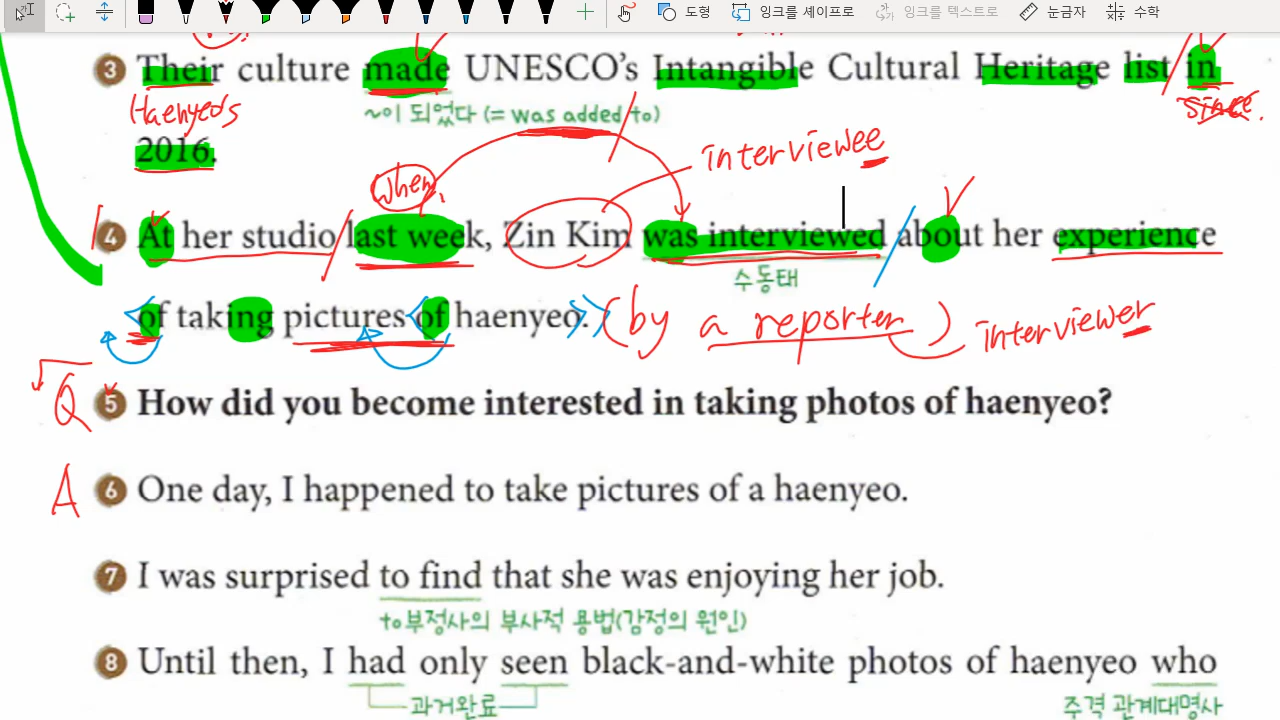 도형 잉크를 셰이프로 잉크를 텍스트로 눈금자 수학
3 Their culture made UNESCO's Intangible Cultural Heritage list in
Haenyeo's ~이 되었다 (= was added to) since.
2016.
when interviewee
4 At her studio last week, Zin Kim was interviewed about her experience
수동태
of taking pictures of haenyeo. (by a reporter) interviewer
Q 5 How did you become interested in taking photos of haenyeo?
A 6 One day, I happened to take pictures of a haenyeo.
7 I was surprised to find that she was enjoying her job.
to부정사의 부사적 용법(감정의 원인)
8 Until then, I had only seen black-and-white photos of haenyeo who
과거완료 주격 관계대명사